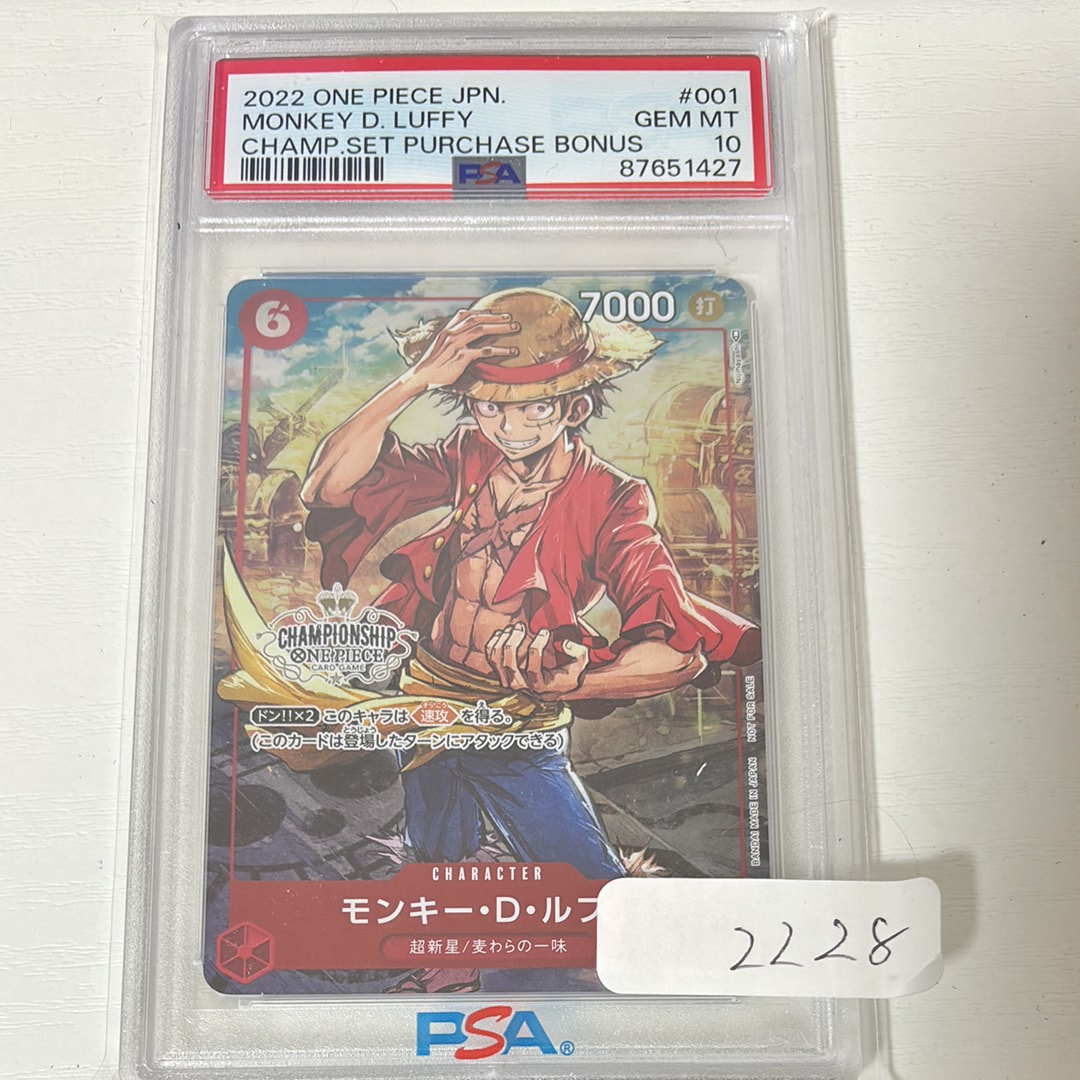 2022 ONE PIECE JPN. #001
MONKEY D. LUFFY GEM MT
CHAMP.SET PURCHASE BONUS 10
PSA 87651427
6 7000 打
CHAMPIONSHIP
ONE PIECE
CARD GAME
ドン!!×2 このキャラは 速攻 を得る。
(このカードは登場したターンにアタックできる)
BANDAI MADE IN JAPAN NOT FOR SALE
CHARACTER
モンキー・D・ルフ
超新星/麦わらの一味
2228
PSA®